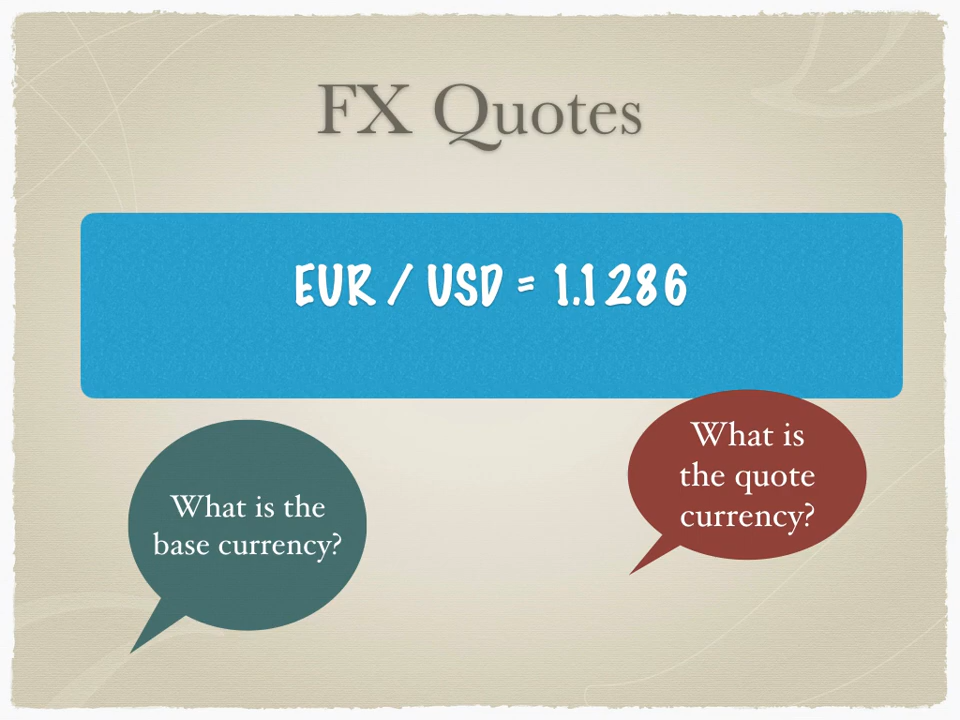 FX Quotes
EUR / USD = 1.1286
What is
the quote
currency?
What is the
base currency?